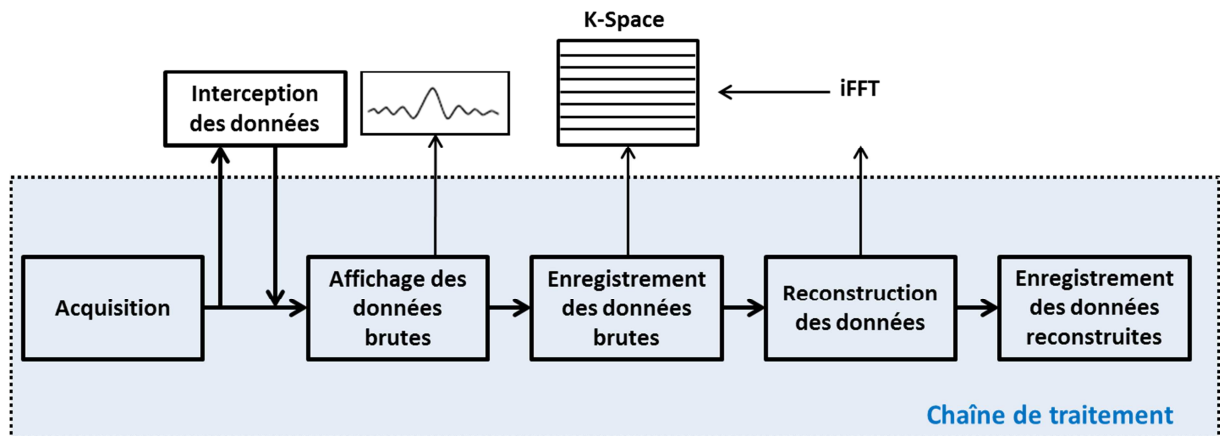 K-Space
Interception
des données
iFFT
Acquisition
Affichage des
données
brutes
Enregistrement
des données
brutes
Reconstruction
des données
Enregistrement
des données
reconstruites
Chaîne de traitement